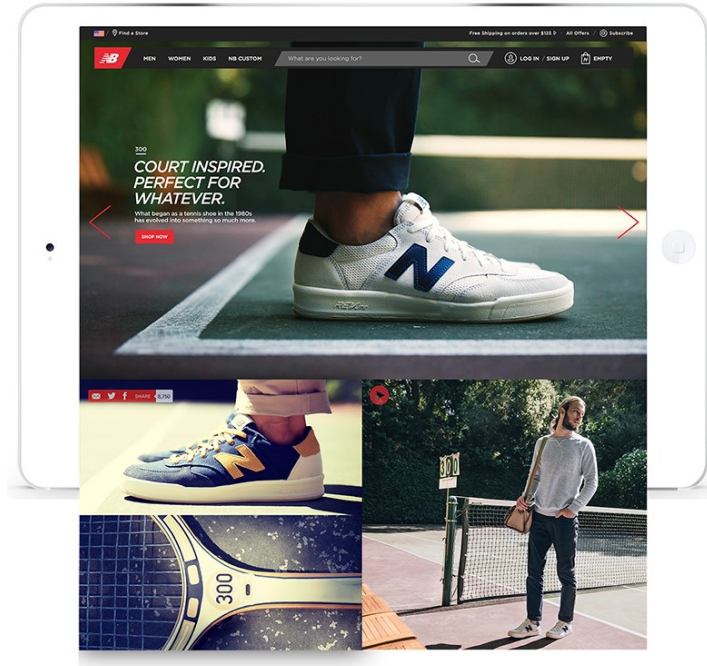 Find a Store
Free Shipping on orders over $125
All Offers / Subscribe
NB
MEN WOMEN KIDS NB CUSTOM
What are you looking for?
LOG IN / SIGN UP
EMPTY
300
COURT INSPIRED.
PERFECT FOR
WHATEVER.
What began as a tennis shoe in the 1980s
has evolved into something so much more.
SHOP NOW
N
SHARE 8,750
N
300
300